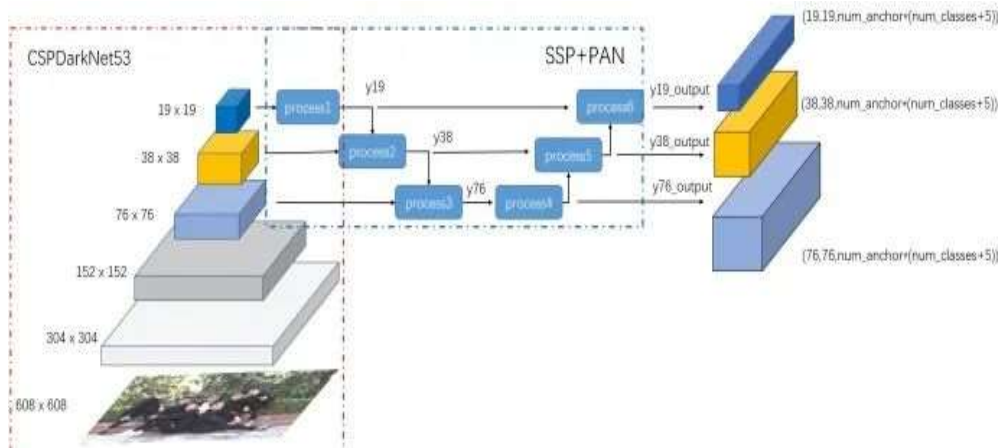 CSPDarkNet53
SSP+PAN
19 x 19
38 x 38
76 x 76
152 x 152
304 x 304
608 x 608
process1
y19
process6
y19_output
process2
y38
process5
y38_output
process3
y76
process4
y76_output
(19,19,num_anchor*(num_classes+5))
(38,38,num_anchor*(num_classes+5))
(76,76,num_anchor*(num_classes+5))